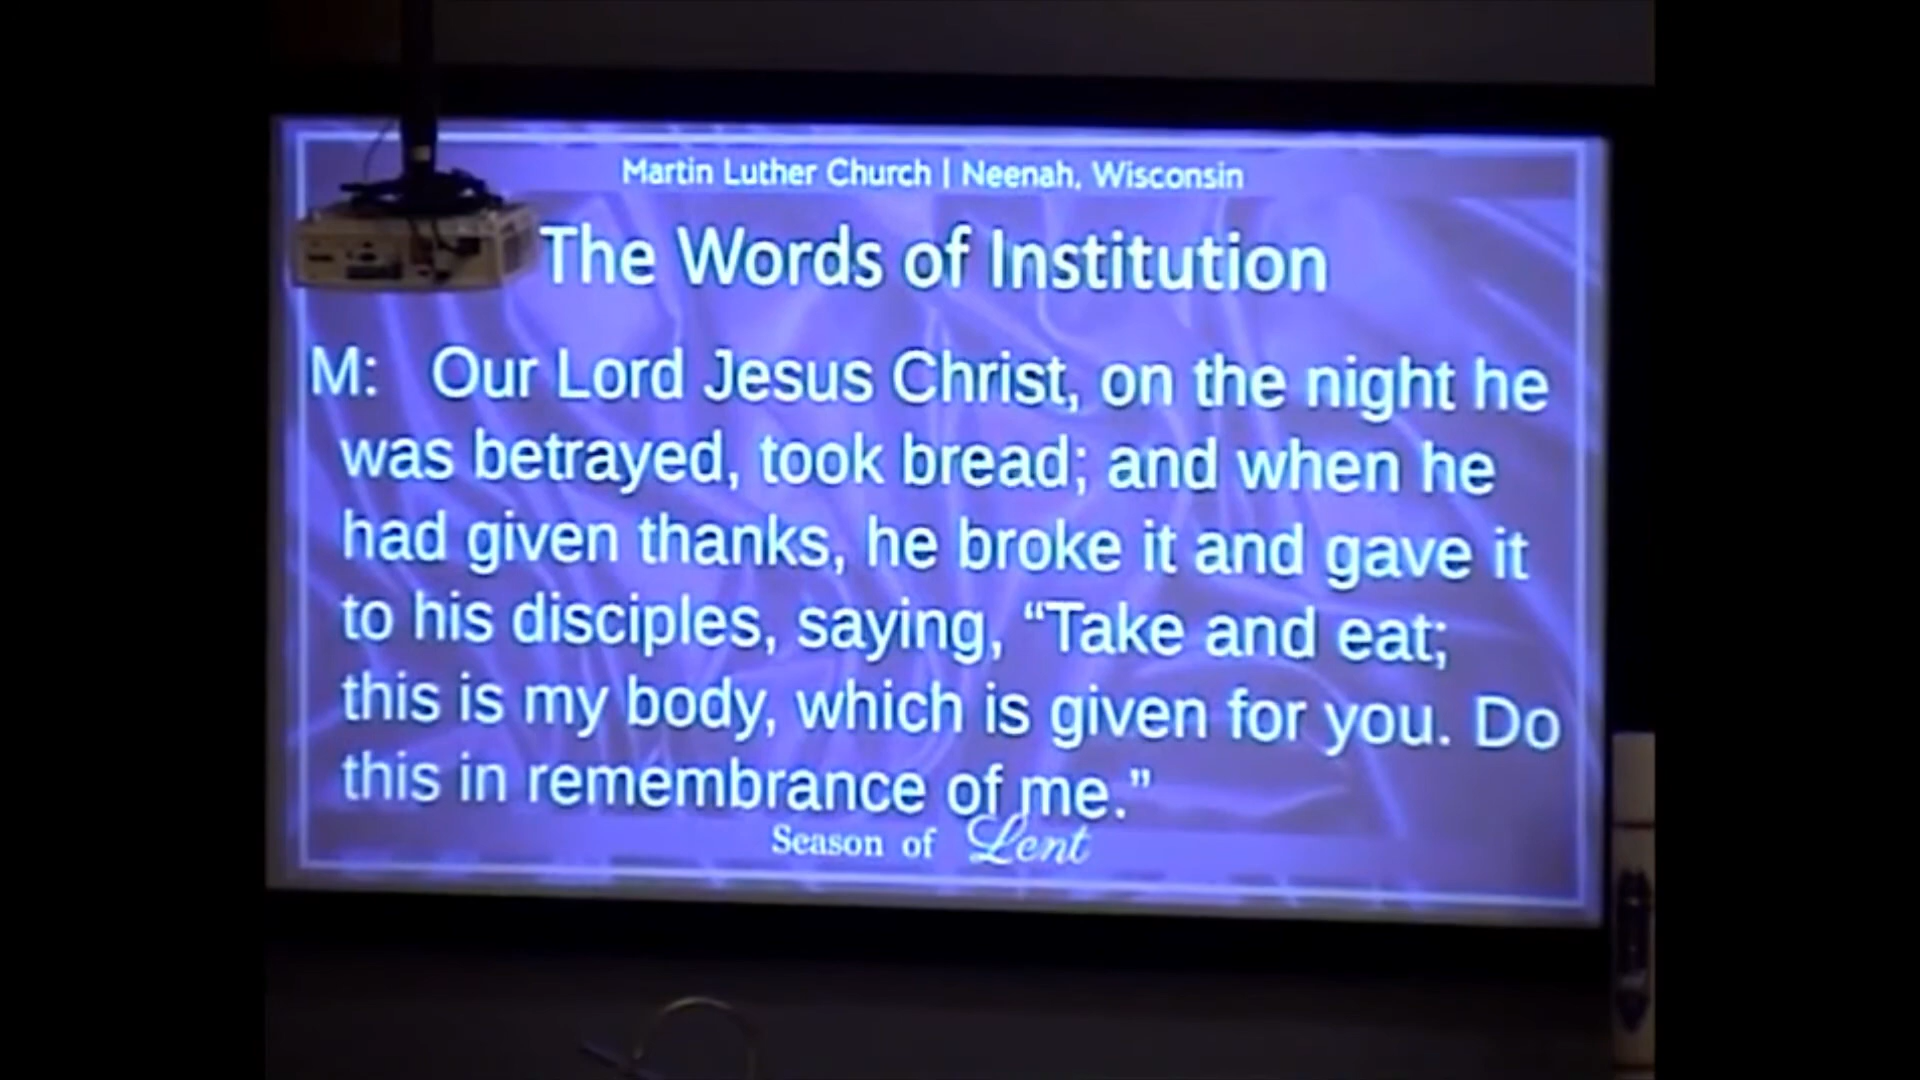 Martin Luther Church | Neenah, Wisconsin
The Words of Institution
M: Our Lord Jesus Christ, on the night he
was betrayed, took bread; and when he
had given thanks, he broke it and gave it
to his disciples, saying, “Take and eat;
this is my body, which is given for you. Do
this in remembrance of me.”
Season of Lent